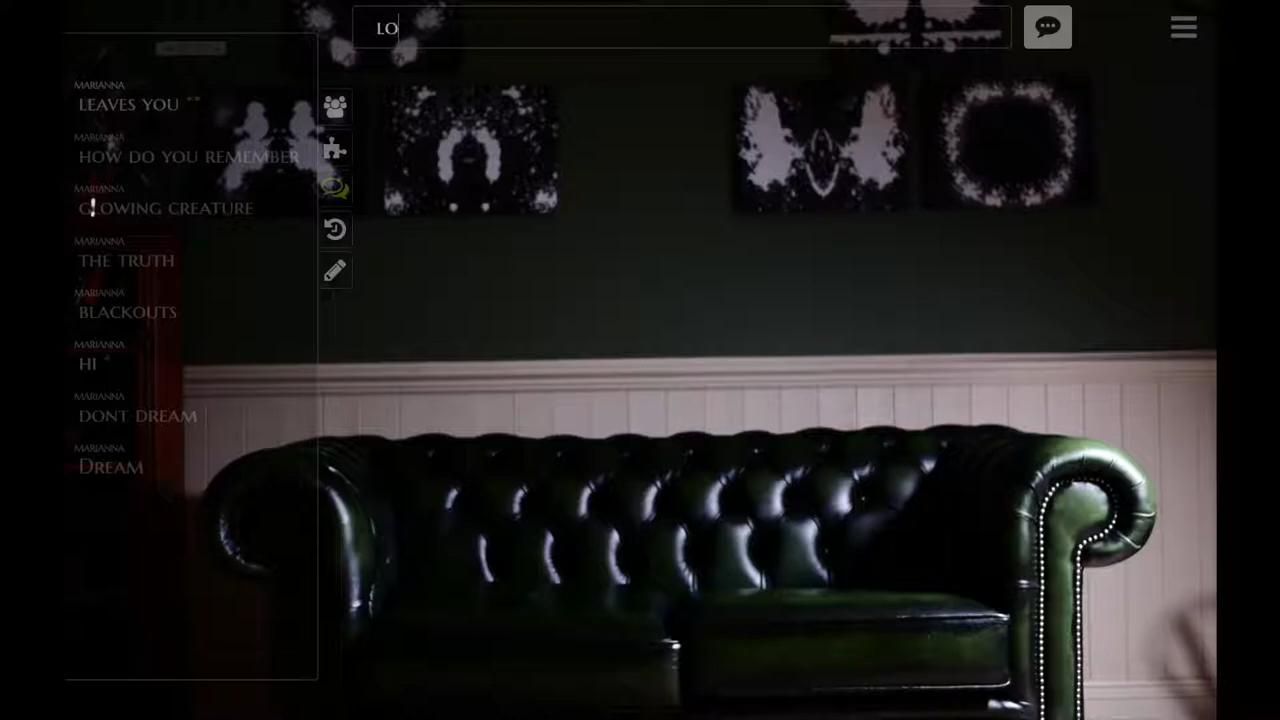 LO
MARIANNA
LEAVES YOU
MARIANNA
HOW DO YOU REMEMBER
MARIANNA
GLOWING CREATURE
MARIANNA
THE TRUTH
MARIANNA
BLACKOUTS
MARIANNA
HI
MARIANNA
DONT DREAM
MARIANNA
DREAM